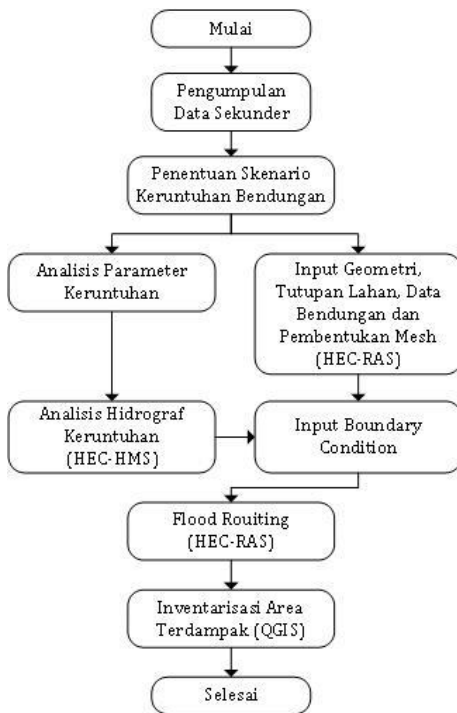 Mulai
Pengumpulan
Data Sekunder
Penentuan Skenario
Keruntuhan Bendungan
Analisis Parameter
Keruntuhan
Input Geometri,
Tutupan Lahan, Data
Bendungan dan
Pembentukan Mesh
(HEC-RAS)
Analisis Hidrograf
Keruntuhan
(HEC-HMS)
Input Boundary
Condition
Flood Rouiting
(HEC-RAS)
Inventarisasi Area
Terdampak (QGIS)
Selesai